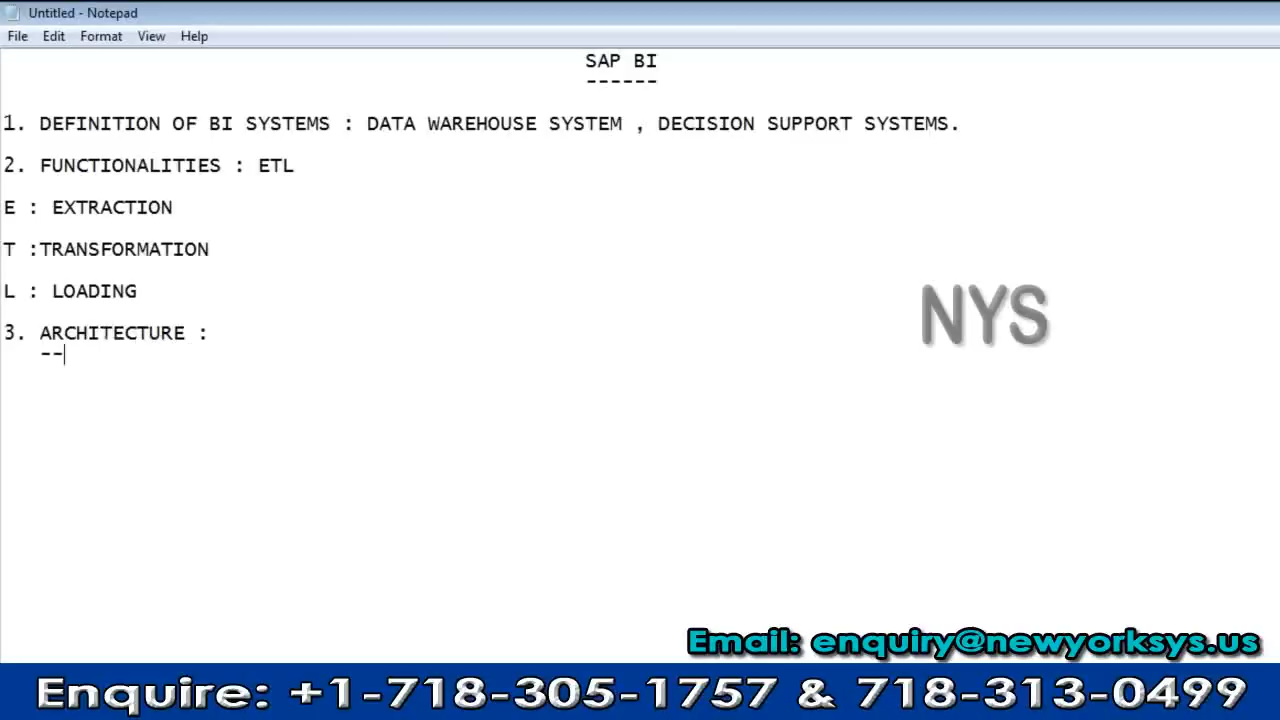 Untitled - Notepad
File Edit Format View Help
SAP BI
------
1. DEFINITION OF BI SYSTEMS : DATA WAREHOUSE SYSTEM , DECISION SUPPORT SYSTEMS.
2. FUNCTIONALITIES : ETL
E : EXTRACTION
T :TRANSFORMATION
L : LOADING
3. ARCHITECTURE :
--
NYS
Email: enquiry@newyorksys.us
Enquire: +1-718-305-1757 & 718-313-0499